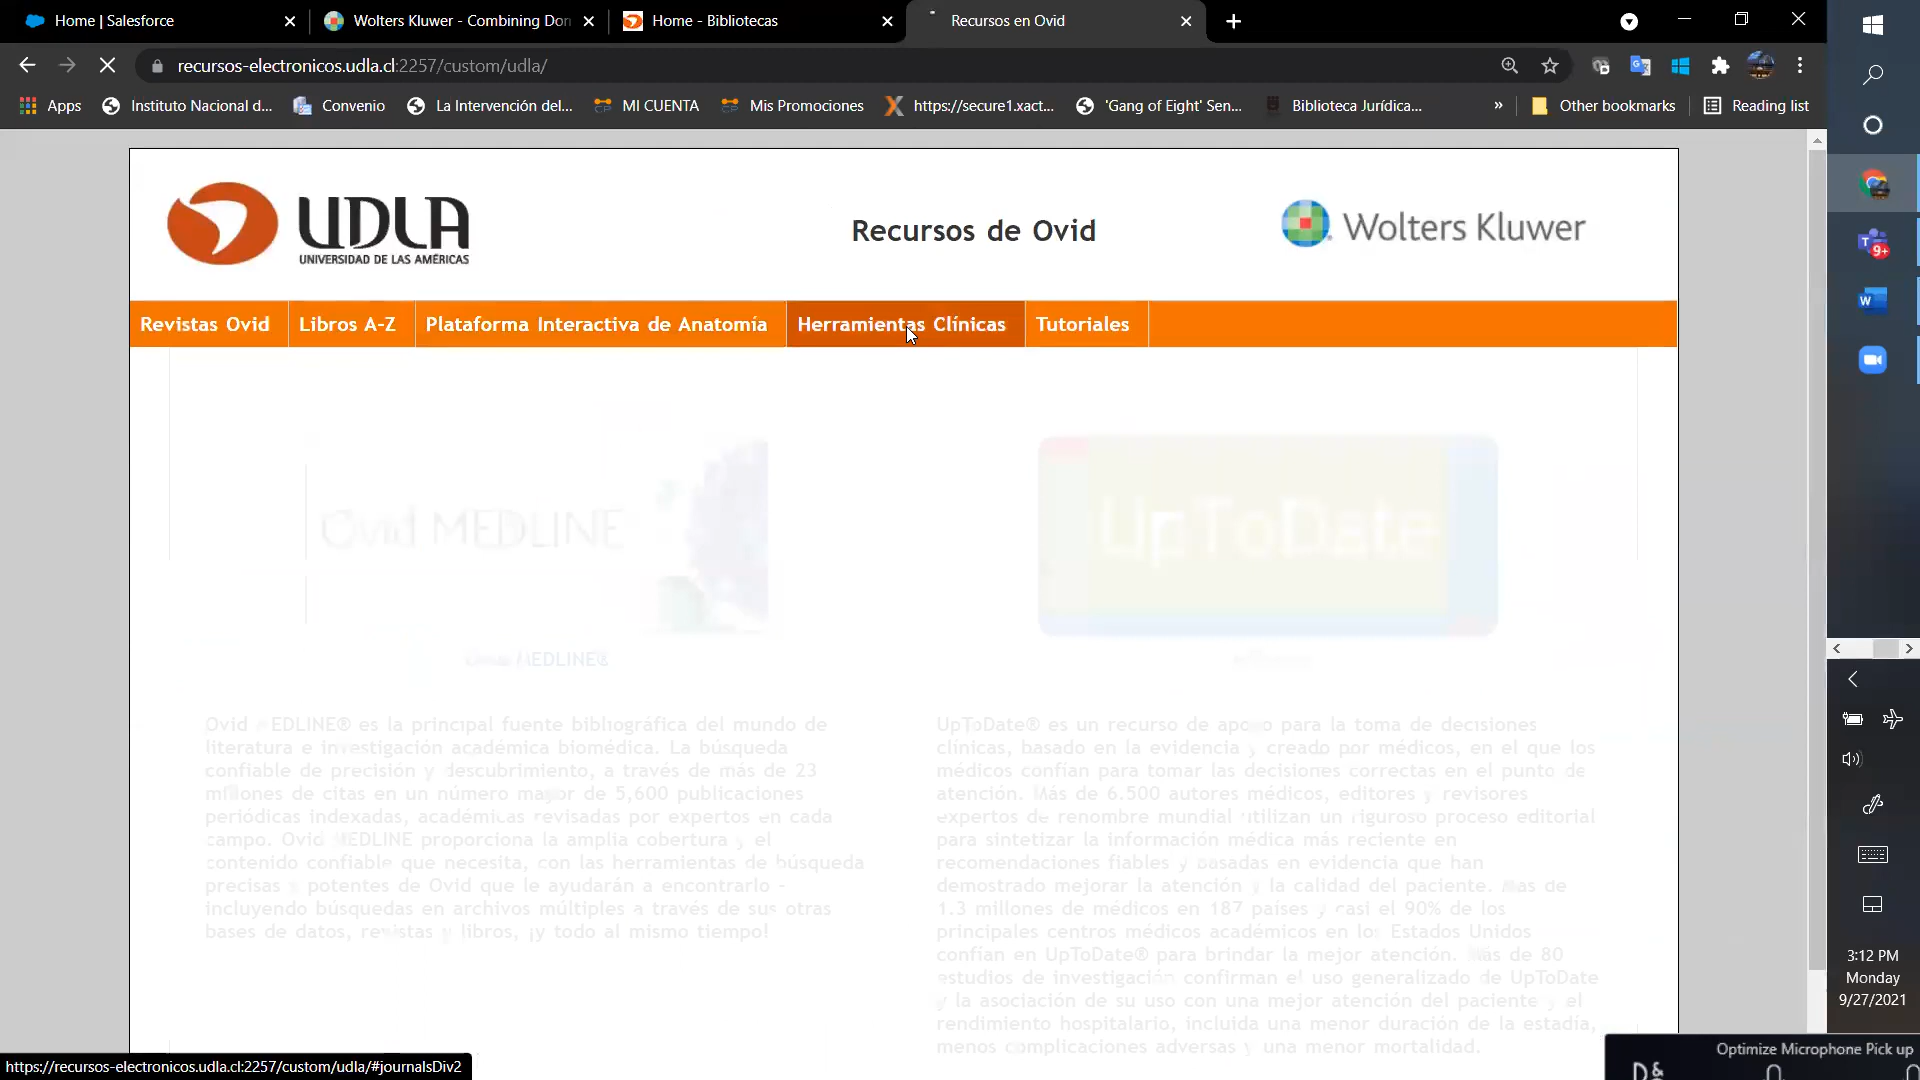 Home | Salesforce
Wolters Kluwer - Combining Don
Home - Bibliotecas
Recursos en Ovid
recursos-electronicos.udla.cl:2257/custom/udla/
Apps
Instituto Nacional d...
Convenio
La Intervención del...
MI CUENTA
Mis Promociones
https://secure1.xact...
'Gang of Eight' Sen...
Biblioteca Jurídica...
»
Other bookmarks
Reading list
UDLA
UNIVERSIDAD DE LAS AMÉRICAS
Recursos de Ovid
Wolters Kluwer
Revistas Ovid
Libros A-Z
Plataforma Interactiva de Anatomía
Herramientas Clínicas
Tutoriales
Ovid MEDLINE
UpToDate
MEDLINE®
Ovid MEDLINE® es la principal fuente bibliográfica del mundo de
literatura e investigación académica biomédica. La búsqueda
confiable de precisión y descubrimiento, a través de más de 23
millones de citas en un número mayor de 5,600 publicaciones
periódicas indexadas, académicas revisadas por expertos en cada
campo. Ovid MEDLINE proporciona la amplia cobertura y el
contenido confiable que necesita, con las herramientas de búsqueda
precisas y potentes de Ovid que le ayudarán a encontrarlo -
incluyendo búsquedas en archivos múltiples a través de sus otras
bases de datos, revistas y libros, ¡y todo al mismo tiempo!
UpToDate® es un recurso de apoyo para la toma de decisiones
clínicas, basado en la evidencia y creado por médicos, en el que los
médicos confían para tomar las decisiones correctas en el punto de
atención. Más de 6.500 autores médicos, editores y revisores
expertos de renombre mundial utilizan un riguroso proceso editorial
para sintetizar la información médica más reciente en
recomendaciones fiables y basadas en evidencia que han
demostrado mejorar la atención y la calidad del paciente. Mas de
1.3 millones de médicos en 187 países y casi el 90% de los
principales centros médicos académicos en los Estados Unidos
confían en UpToDate® para brindar la mejor atención. Más de 80
estudios de investigación confirman el uso generalizado de UpToDate
y la asociación de su uso con una mejor atención del paciente y el
rendimiento hospitalario, incluida una menor duración de la estadía,
menos complicaciones adversas y una menor mortalidad.
https://recursos-electronicos.udla.cl:2257/custom/udla/#journalsDiv2
9+
3:12 PM
Monday
9/27/2021
Optimize Microphone Pick up